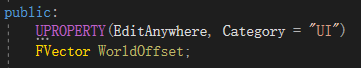 public:
UPROPERTY(EditAnywhere, Category = "UI")
FVector WorldOffset;